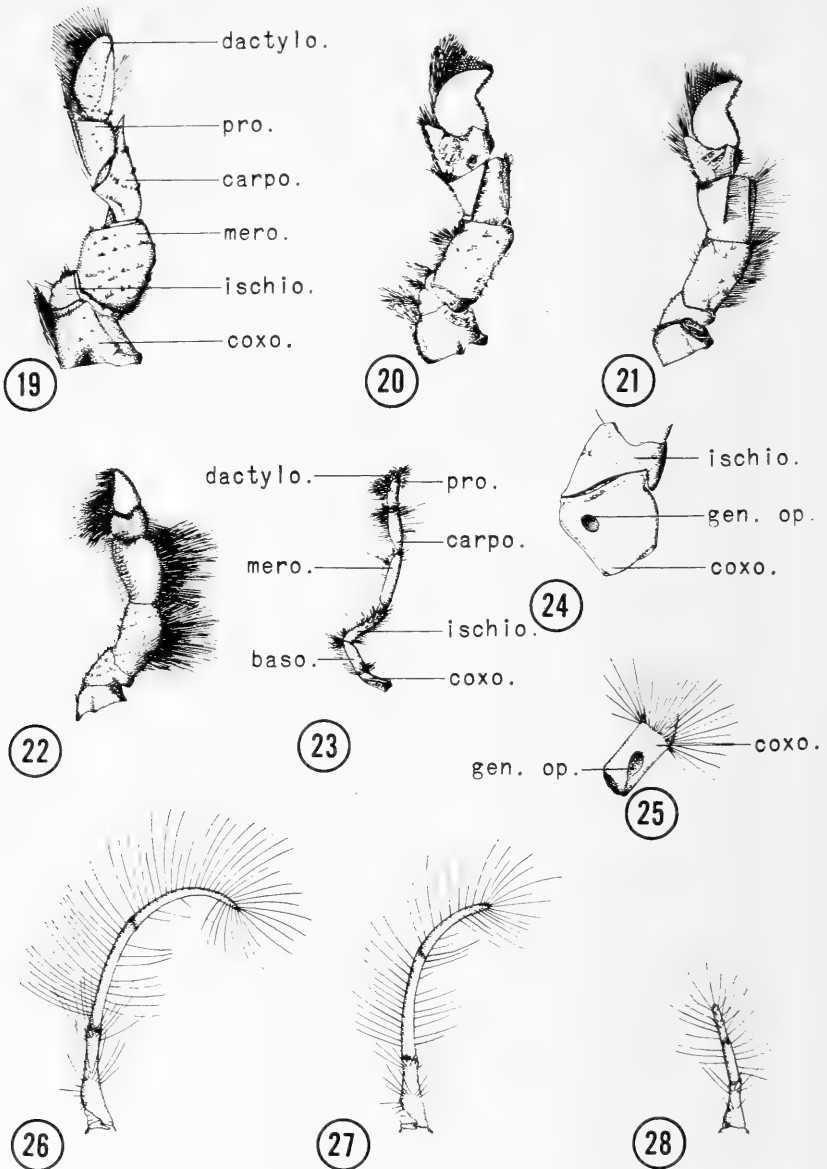 dactylo.
pro.
carpo.
mero.
ischio.
coxo.
19
20
21
dactylo.
pro.
carpo.
mero.
ischio.
baso.
coxo.
22
23
ischio.
gen. op.
coxo.
24
coxo.
gen. op.
25
26
27
28